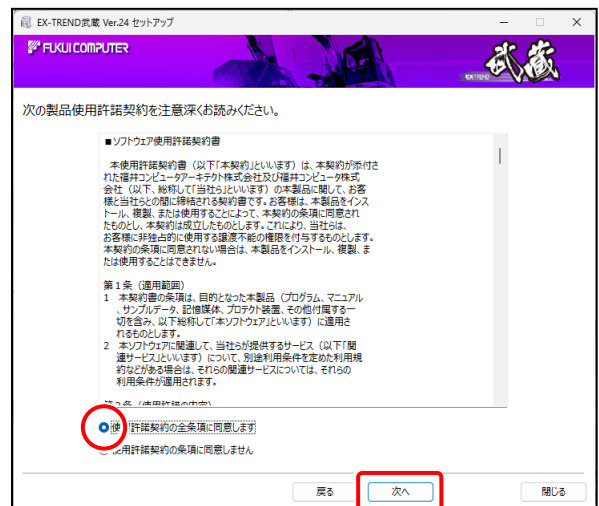 EX-TREND武蔵 Ver.24 セットアップ
FUKUI COMPUTER
EX-TREND 武蔵
次の製品使用許諾契約を注意深くお読みください。
■ソフトウェア使用許諾契約書
本使用許諾契約書（以下「本契約」といいます）は、本契約が添付さ
れた福井コンピュータアーキテクト株式会社及び福井コンピュータ株式
会社（以下、総称して「当社ら」といいます）の本製品に関して、お客
様と当社らとの間に締結される契約書です。お客様は、本製品をインス
トール、複製、または使用することによって、本契約の条項に同意され
たものとし、本契約は成立したものとします。これにより、当社らは、
お客様に非独占的に使用する譲渡不能の権限を付与するものとします。
本契約の条項に同意されない場合は、本製品をインストール、複製、ま
たは使用することはできません。
第１条（適用範囲）
1 本契約書の条項は、目的となった本製品（プログラム、マニュアル
、サンプルデータ、記憶媒体、プロテクト装置、その他付属する一
切を含み、以下総称して「本ソフトウェア」といいます）に適用さ
れるものとします。
2 本ソフトウェアに関連して、当社らが提供するサービス（以下「関
連サービス」といいます）について、別途利用条件を定めた利用規
約などがある場合は、それらの関連サービスについては、それらの
利用条件が適用されます。
第２条（使用許諾の内容）
使用許諾契約の全条項に同意します
使用許諾契約の条項に同意しません
戻る
次へ
閉じる